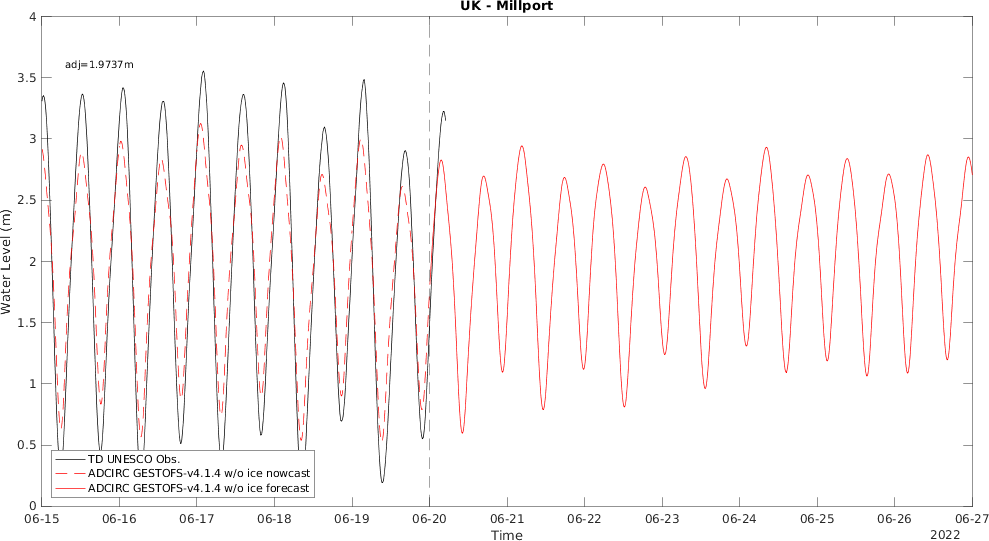 UK - Millport
4
3.5
3
2.5
2
1.5
1
0.5
0
Water Level (m)
adj=1.9737m
TD UNESCO Obs.
ADCIRC GESTOFS-v4.1.4 w/o ice nowcast
ADCIRC GESTOFS-v4.1.4 w/o ice forecast
06-15 06-16 06-17 06-18 06-19 06-20 06-21 06-22 06-23 06-24 06-25 06-26 06-27
Time
2022